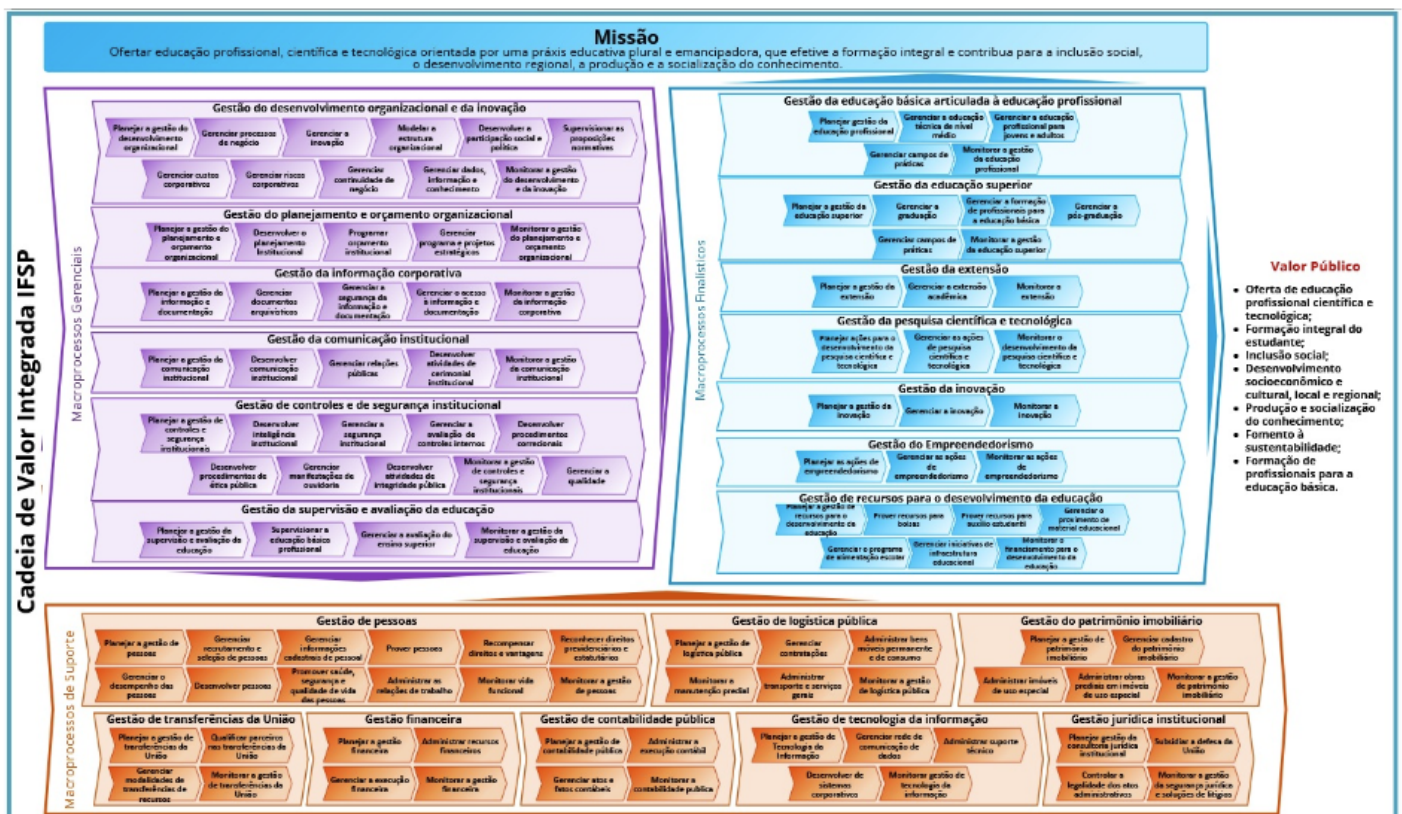 Missão
Ofertar educação profissional, científica e tecnológica orientada por uma práxis educativa plural e emancipadora, que efetive a formação integral e contribua para a inclusão social,
o desenvolvimento regional, a produção e a socialização do conhecimento.
Cadeia de Valor Integrada IFSP
Macroprocessos Gerenciais
Gestão do desenvolvimento organizacional e da inovação
Planejar a gestão do
desenvolvimento
organizacional
Gerenciar processos
de negócio
Gerenciar a
inovação
Modelar a
estrutura
organizacional
Desenvolver a
participação social e
política
Supervisionar as
proposições
normativas
Gerenciar custos
corporativos
Gerenciar riscos
corporativos
Gerenciar
continuidade de
negócio
Gerenciar dados,
informação e
conhecimento
Monitorar a gestão
do desenvolvimento
e da inovação
Gestão do planejamento e orçamento organizacional
Planejar a gestão do
planejamento e
orçamento
organizacional
Desenvolver o
planejamento
Institucional
Programar
orçamento
institucional
Gerenciar
programa e projetos
estratégicos
Monitorar a gestão
do planejamento e
orçamento
organizacional
Gestão da informação corporativa
Planejar a gestão da
informação e
documentação
Gerenciar
documentos
arquivísticos
Gerenciar a
segurança da
informação e
documentação
Gerenciar o acesso
à informação e
documentação
Monitorar a gestão
da informação
corporativa
Gestão da comunicação institucional
Planejar a gestão da
comunicação
institucional
Desenvolver
comunicação
institucional
Gerenciar relações
públicas
Desenvolver
atividades de
cerimonial
institucional
Monitorar a gestão
da comunicação
institucional
Gestão de controles e de segurança institucional
Planejar a gestão de
controles e
segurança
institucionais
Desenvolver
inteligência
institucional
Gerenciar a
segurança
institucional
Gerenciar a
avaliação de
controles internos
Desenvolver
procedimentos
correcionais
Desenvolver
procedimentos de
ética pública
Gerenciar
manifestações de
ouvidoria
Desenvolver
atividades de
integridade pública
Monitorar a gestão
de controles e
segurança
institucionais
Gerenciar a
qualidade
Gestão da supervisão e avaliação da educação
Planejar a gestão da
supervisão e avaliação da
educação
Supervisionar a
educação básica
profissional
Gerenciar a avaliação do
ensino superior
Monitorar a gestão da
supervisão e avaliação da
educação
Macroprocessos Finalísticos
Gestão da educação básica articulada à educação profissional
Planejar gestão da
educação profissional
Gerenciar a educação
técnica de nível
médio
Gerenciar a educação
profissional para
jovens e adultos
Gerenciar campos de
práticas
Monitorar a gestão
da educação
profissional
Gestão da educação superior
Planejar a gestão da
educação superior
Gerenciar a
graduação
Gerenciar a formação
de profissionais para
a educação básica
Gerenciar a
pós-graduação
Gerenciar campos de
práticas
Monitorar a gestão
da educação superior
Gestão da extensão
Planejar a gestão da
extensão
Gerenciar a extensão
acadêmica
Monitorar a
extensão
Gestão da pesquisa científica e tecnológica
Planejar ações para o
desenvolvimento da
pesquisa científica e
tecnológica
Gerenciar as ações
de pesquisa
científica e
tecnológica
Monitorar o
desenvolvimento da
pesquisa científica e
tecnológica
Gestão da inovação
Planejar a gestão da
inovação
Gerenciar a inovação
Monitorar a
inovação
Gestão do Empreendedorismo
Planejar as ações de
empreendedorismo
Gerenciar as ações
de
empreendedorismo
Monitorar as ações
de
empreendedorismo
Gestão de recursos para o desevolvimento da educação
Planejar a gestão de
recursos para o
desenvolvimento da
educação
Prover recursos para
bolsas
Prover recursos para
auxílio estudantil
Gerenciar o
provimento de
material educacional
Gerenciar o programa
de alimentação escolar
Gerenciar iniciativas de
infraestrutura
educacional
Monitorar o
financiamento para o
desenvolvimento da
educação
Valor Público
• Oferta de educação
profissional científica e
tecnológica;
• Formação integral do
estudante;
• Inclusão social;
• Desenvolvimento
socioeconômico e
cultural, local e regional;
• Produção e socialização
do conhecimento;
• Fomento à
sustentabilidade;
• Formação de
profissionais para a
educação básica.
Macroprocessos de Suporte
Gestão de pessoas
Planejar a gestão de
pessoas
Gerenciar
recrutamento e
seleção de pessoas
Gerenciar
informações
cadastrais de pessoal
Prover pessoas
Recompensar
direitos e vantagens
Reconhecer direitos
previdenciários e
estatutários
Gerenciar o
desempenho das
pessoas
Desenvolver pessoas
Promover saúde,
segurança e
qualidade de vida
das pessoas
Administrar as
relações de trabalho
Monitorar vida
funcional
Monitorar a gestão
de pessoas
Gestão de logística pública
Planejar a gestão de
logística pública
Gerenciar
contratações
Administrar bens
móveis permanente
e de consumo
Monitorar a
manutenção predial
Administrar
transporte e serviços
gerais
Monitorar a gestão
de logística pública
Gestão do patrimônio imobiliário
Planejar a gestão de
patrimônio
imobiliário
Gerenciar cadastro
do patrimônio
imobiliário
Administrar imóveis
de uso especial
Administrar obras
prediais em imóveis
de uso especial
Monitorar a gestão
de patrimônio
imobiliário
Gestão de transferências da União
Planejar a gestão de
transferências da
União
Qualificar parceiros
nas transferências da
União
Gerenciar
modalidades de
transferências de
recursos
Monitorar a gestão
de transferências da
União
Gestão financeira
Planejar a gestão
financeira
Administrar recursos
financeiros
Gerenciar a execução
financeira
Monitorar a gestão
financeira
Gestão de contabilidade pública
Planejar a gestão de
contabilidade pública
Administrar a
execução contábil
Gerenciar atos e
fatos contábeis
Monitorar a
contabilidade publica
Gestão de tecnologia da informação
Planejar a gestão de
Tecnologia da
Informação
Gerenciar rede de
comunicação de
dados
Administrar suporte
técnico
Desenvolver de
sistemas
corporativos
Monitorar gestão de
tecnologia da
informação
Gestão jurídica institucional
Planejar gestão da
consultoria jurídica
institucional
Subsidiar a defesa da
União
Controlar a
legalidade dos atos
administrativos
Monitorar a gestão
da segurança jurídica
e soluções de litígios